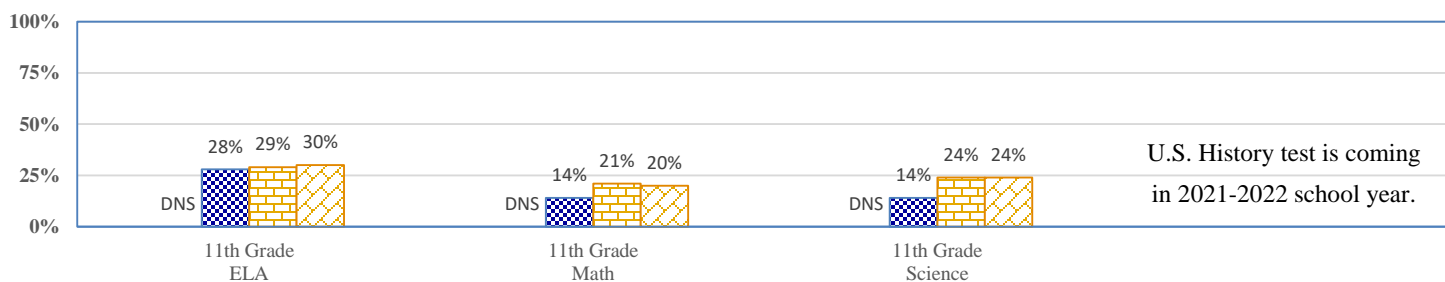 100%
75%
50%
25%
0%
DNS
28%
29%
30%
DNS
14%
21%
20%
DNS
14%
24%
24%
11th Grade
ELA
11th Grade
Math
11th Grade
Science
U.S. History test is coming
in 2021-2022 school year.